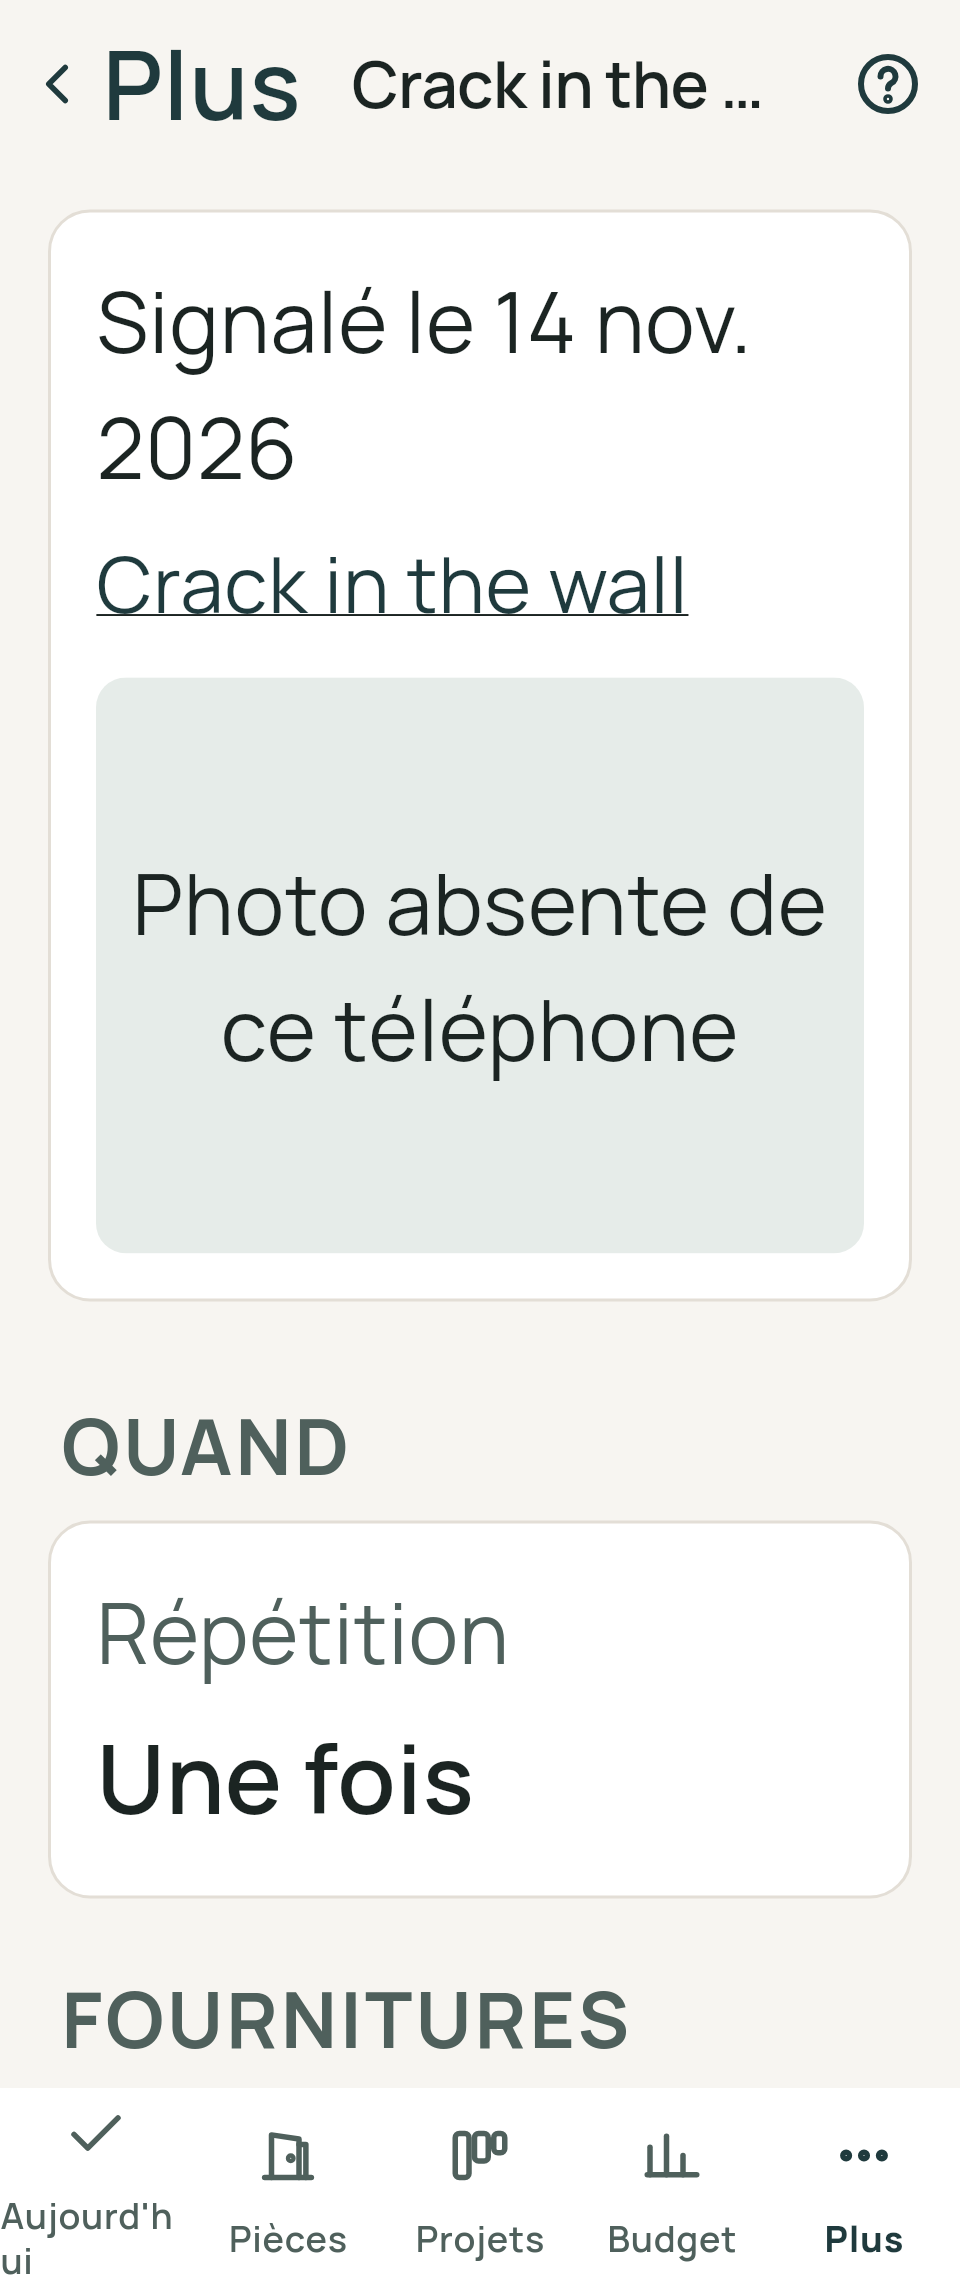 Plus
Crack in the ...
Signalé le 14 nov.
2026
Crack in the wall
Photo absente de
ce téléphone
QUAND
Répétition
Une fois
FOURNITURES
Aujourd'h
ui
Pièces
Projets
Budget
Plus